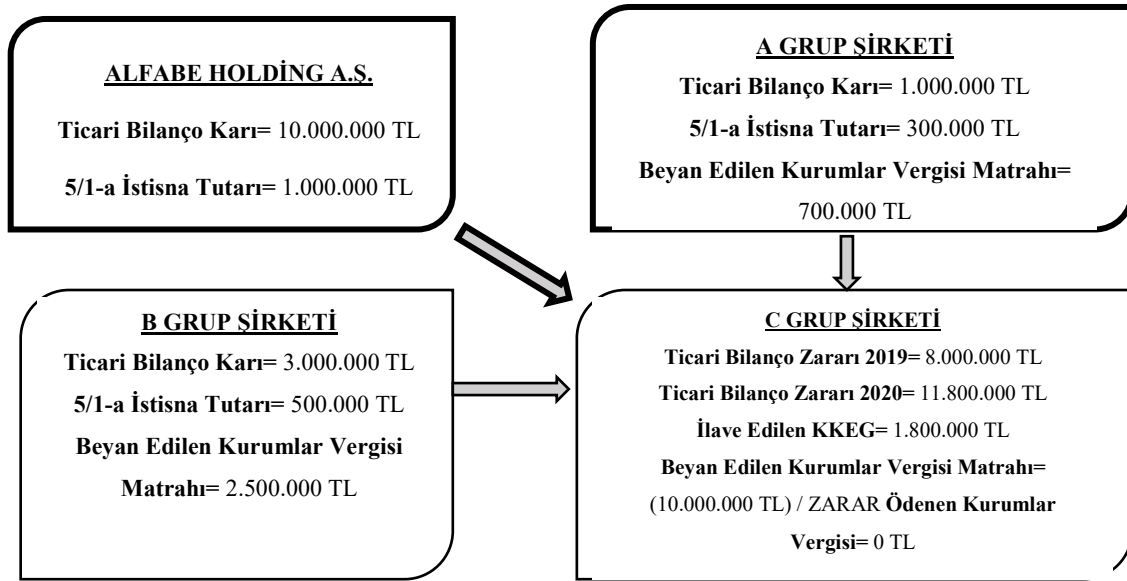 ALFABE HOLDİNG A.Ş.
Ticari Bilanço Karı= 10.000.000 TL
5/1-a İstisna Tutarı= 1.000.000 TL
A GRUP ŞİRKETİ
Ticari Bilanço Karı= 1.000.000 TL
5/1-a İstisna Tutarı= 300.000 TL
Beyan Edilen Kurumlar Vergisi Matrahı=
700.000 TL
B GRUP ŞİRKETİ
Ticari Bilanço Karı= 3.000.000 TL
5/1-a İstisna Tutarı= 500.000 TL
Beyan Edilen Kurumlar Vergisi
Matrahı= 2.500.000 TL
C GRUP ŞİRKETİ
Ticari Bilanço Zararı 2019= 8.000.000 TL
Ticari Bilanço Zararı 2020= 11.800.000 TL
İlave Edilen KKEG= 1.800.000 TL
Beyan Edilen Kurumlar Vergisi Matrahı=
(10.000.000 TL) / ZARAR Ödenen Kurumlar
Vergisi= 0 TL